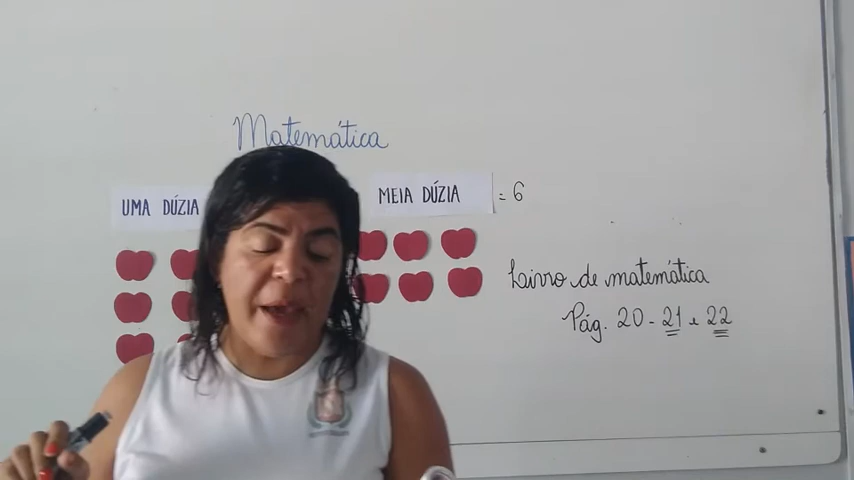 Matemática
UMA DÚZIA
MEIA DÚZIA = 6
Livro de matemática
Pág. 20 - 21 e 22